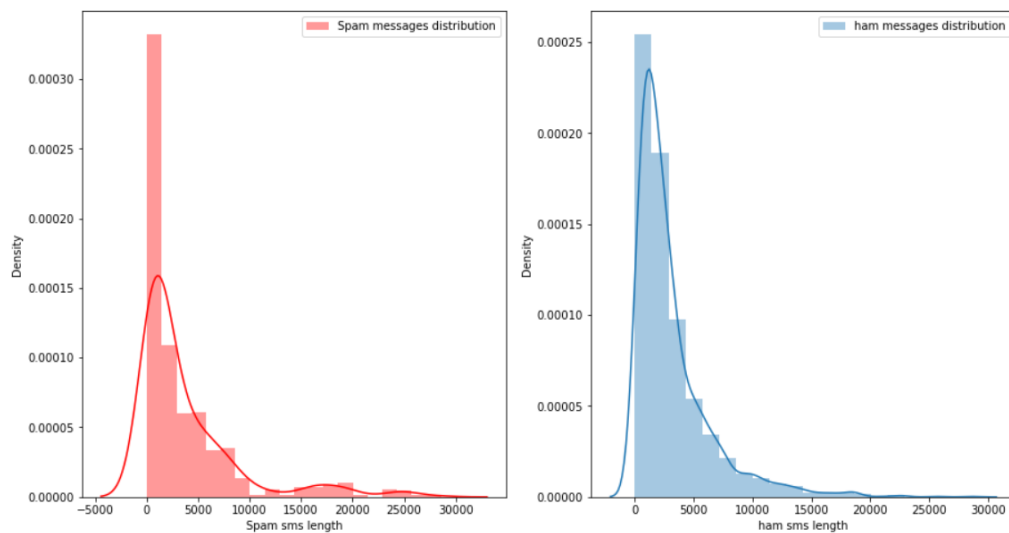 Spam messages distribution
0.00030
0.00025
0.00020
0.00015
0.00010
0.00005
0.00000
Density
−5000 0 5000 10000 15000 20000 25000 30000
Spam sms length
ham messages distribution
0.00025
0.00020
0.00015
0.00010
0.00005
0.00000
Density
0 5000 10000 15000 20000 25000 30000
ham sms length